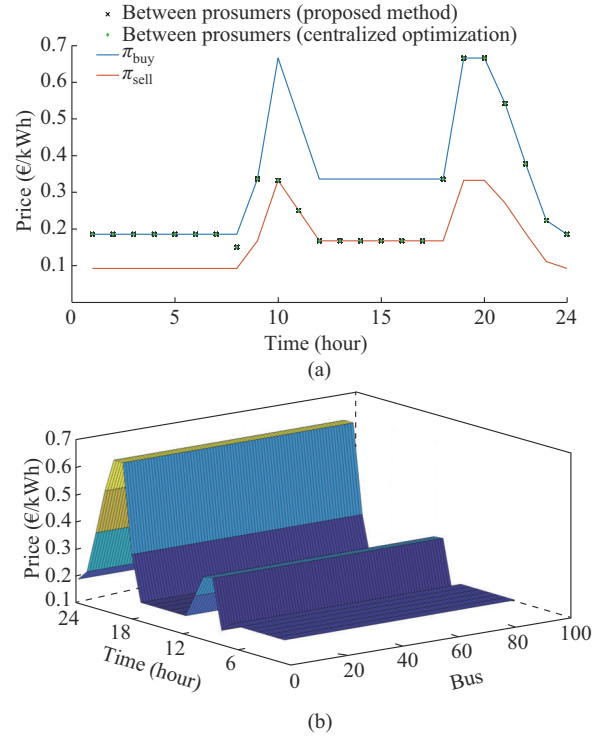 Between prosumers (proposed method)
Between prosumers (centralized optimization)
π_buy
π_sell
Price (€/kWh)
0.7
0.6
0.5
0.4
0.3
0.2
0.1
0 5 10 15 20 24
Time (hour)
(a)
Price (€/kWh)
0.7
0.6
0.5
0.4
0.3
0.2
0.1
24 18 12 6
Time (hour)
0 20 40 60 80 100
Bus
(b)